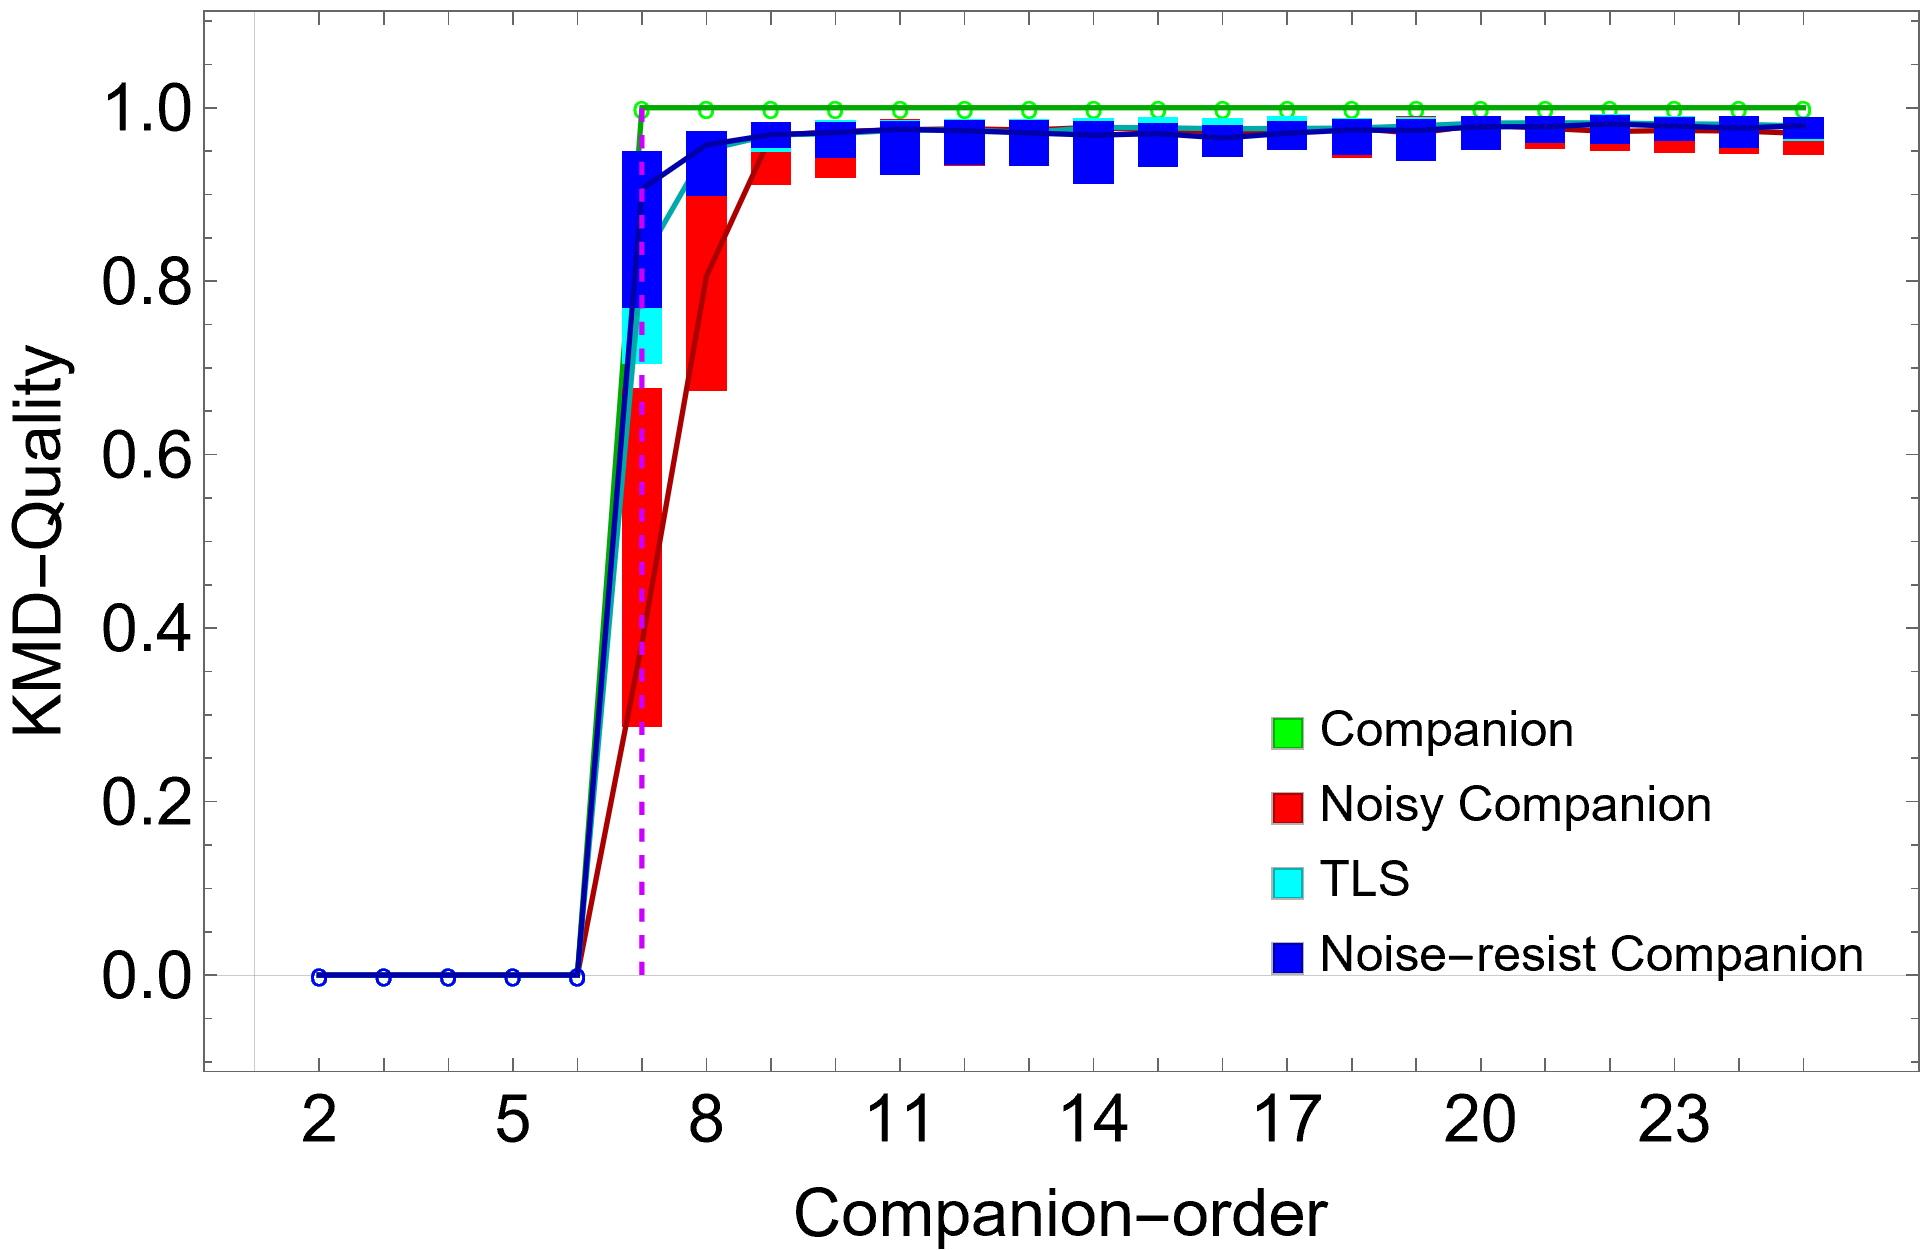 KMD-Quality
1.0
0.8
0.6
0.4
0.2
0.0
Companion
Noisy Companion
TLS
Noise-resist Companion
2 5 8 11 14 17 20 23
Companion-order